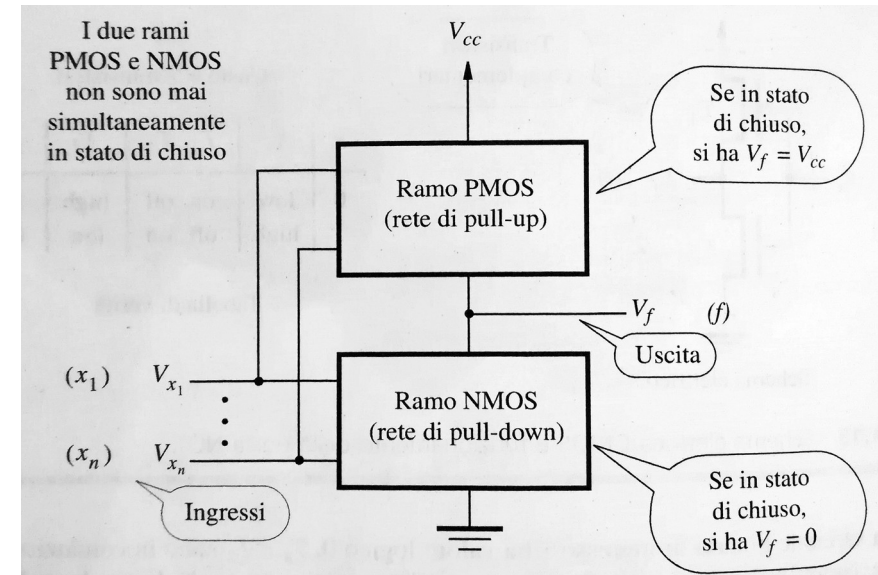 I due rami
PMOS e NMOS
non sono mai
simultaneamente
in stato di chiuso
V_cc
Se in stato
di chiuso,
si ha V_f = V_cc
Ramo PMOS
(rete di pull-up)
V_f (f)
Uscita
(x_1) V_x_1
Ramo NMOS
(rete di pull-down)
(x_n) V_x_n
Ingressi
Se in stato
di chiuso,
si ha V_f = 0